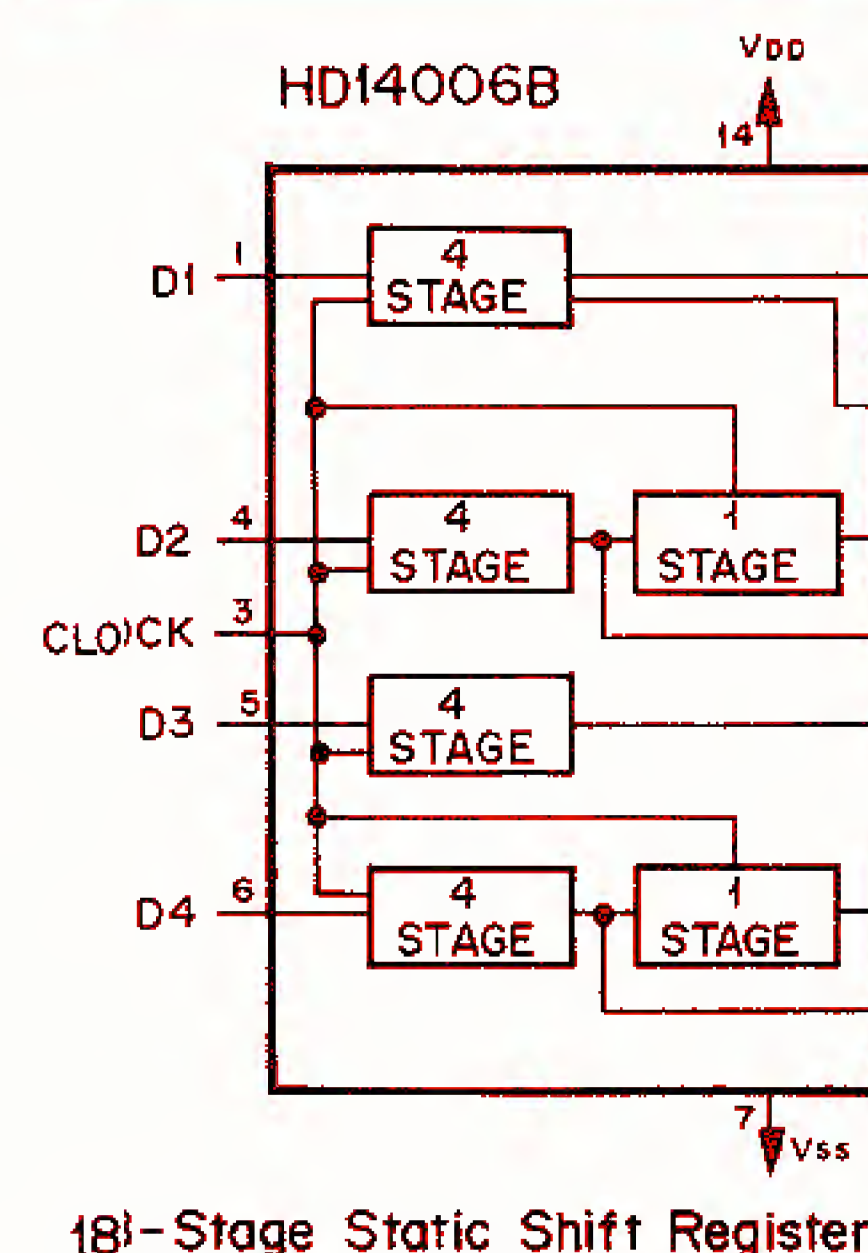 VDD
HD14006B
14
1
D1
4
STAGE
4
D2
4
STAGE
1
STAGE
3
CLOCK
5
D3
4
STAGE
6
D4
4
STAGE
1
STAGE
7
VSS
18-Stage Static Shift Register